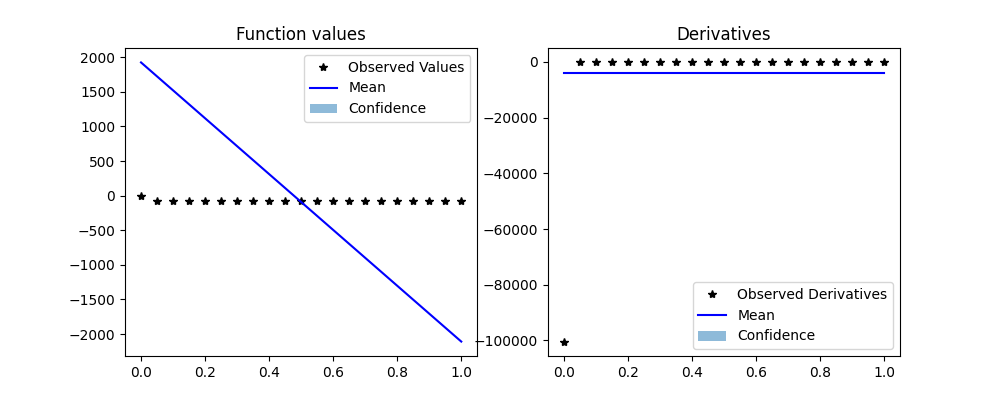 Function values
2000
1500
1000
500
0
−500
−1000
−1500
−2000
0.0 0.2 0.4 0.6 0.8 1.0
Observed Values
Mean
Confidence
Derivatives
0
−20000
−40000
−60000
−80000
−100000
0.0 0.2 0.4 0.6 0.8 1.0
Observed Derivatives
Mean
Confidence